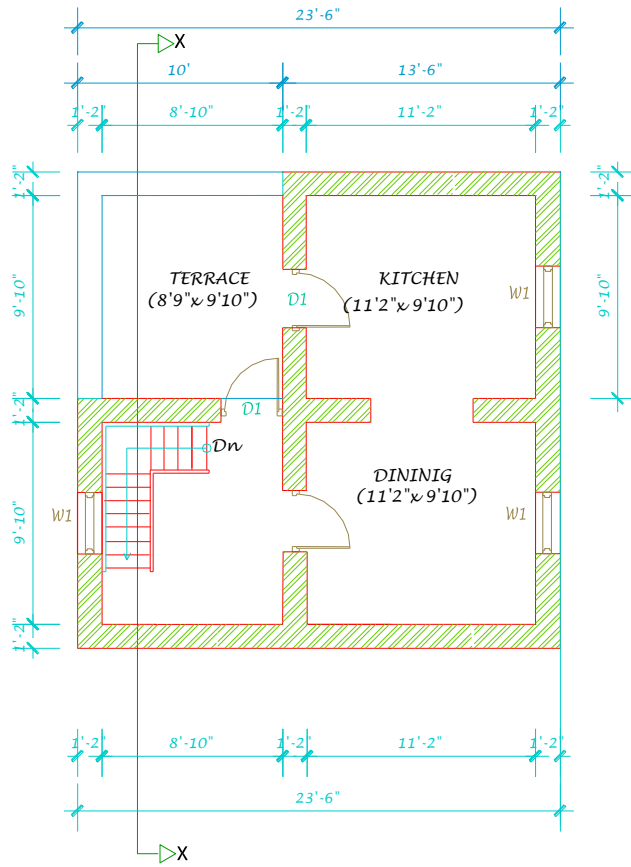 23'-6"
X
10'
13'-6"
1'-2"
8'-10"
1'-2"
11'-2"
1'-2"
1'-2"
1'-2"
TERRACE
(8'9"x 9'10")
D1
KITCHEN
(11'2"x 9'10")
W1
9'-10"
9'-10"
1'-2"
D1
Dn
DININIG
(11'2"x 9'10")
W1
W1
9'-10"
1'-2"
1'-2"
8'-10"
1'-2"
11'-2"
1'-2"
23'-6"
X